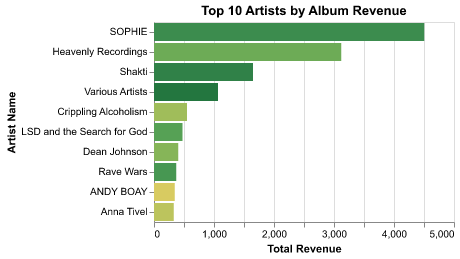 Top 10 Artists by Album Revenue
SOPHIE
Heavenly Recordings
Shakti
Various Artists
Crippling Alcoholism
LSD and the Search for God
Dean Johnson
Rave Wars
ANDY BOAY
Anna Tivel
Artist Name
0 1,000 2,000 3,000 4,000 5,000
Total Revenue